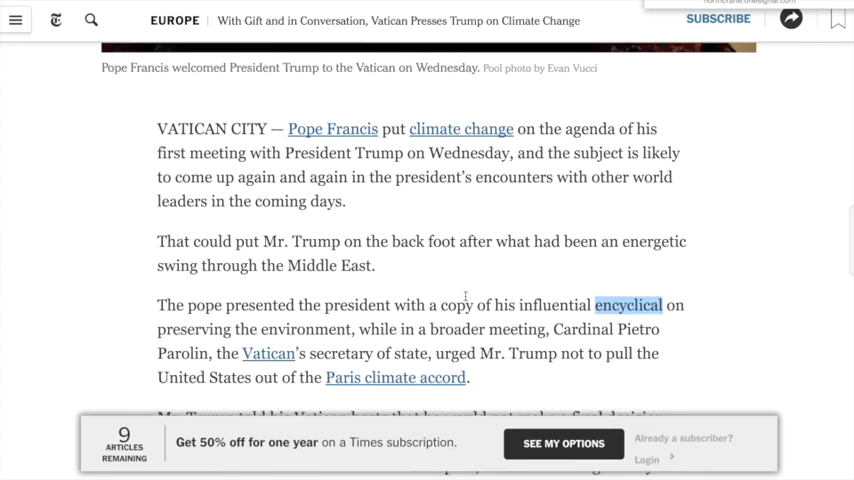 northcrane.onesignal.com
EUROPE | With Gift and in Conversation, Vatican Presses Trump on Climate Change
SUBSCRIBE
Pope Francis welcomed President Trump to the Vatican on Wednesday. Pool photo by Evan Vucci
VATICAN CITY — Pope Francis put climate change on the agenda of his
first meeting with President Trump on Wednesday, and the subject is likely
to come up again and again in the president’s encounters with other world
leaders in the coming days.
That could put Mr. Trump on the back foot after what had been an energetic
swing through the Middle East.
The pope presented the president with a copy of his influential encyclical on
preserving the environment, while in a broader meeting, Cardinal Pietro
Parolin, the Vatican’s secretary of state, urged Mr. Trump not to pull the
United States out of the Paris climate accord.
9
ARTICLES
REMAINING
Get 50% off for one year on a Times subscription.
SEE MY OPTIONS
Already a subscriber?
Login